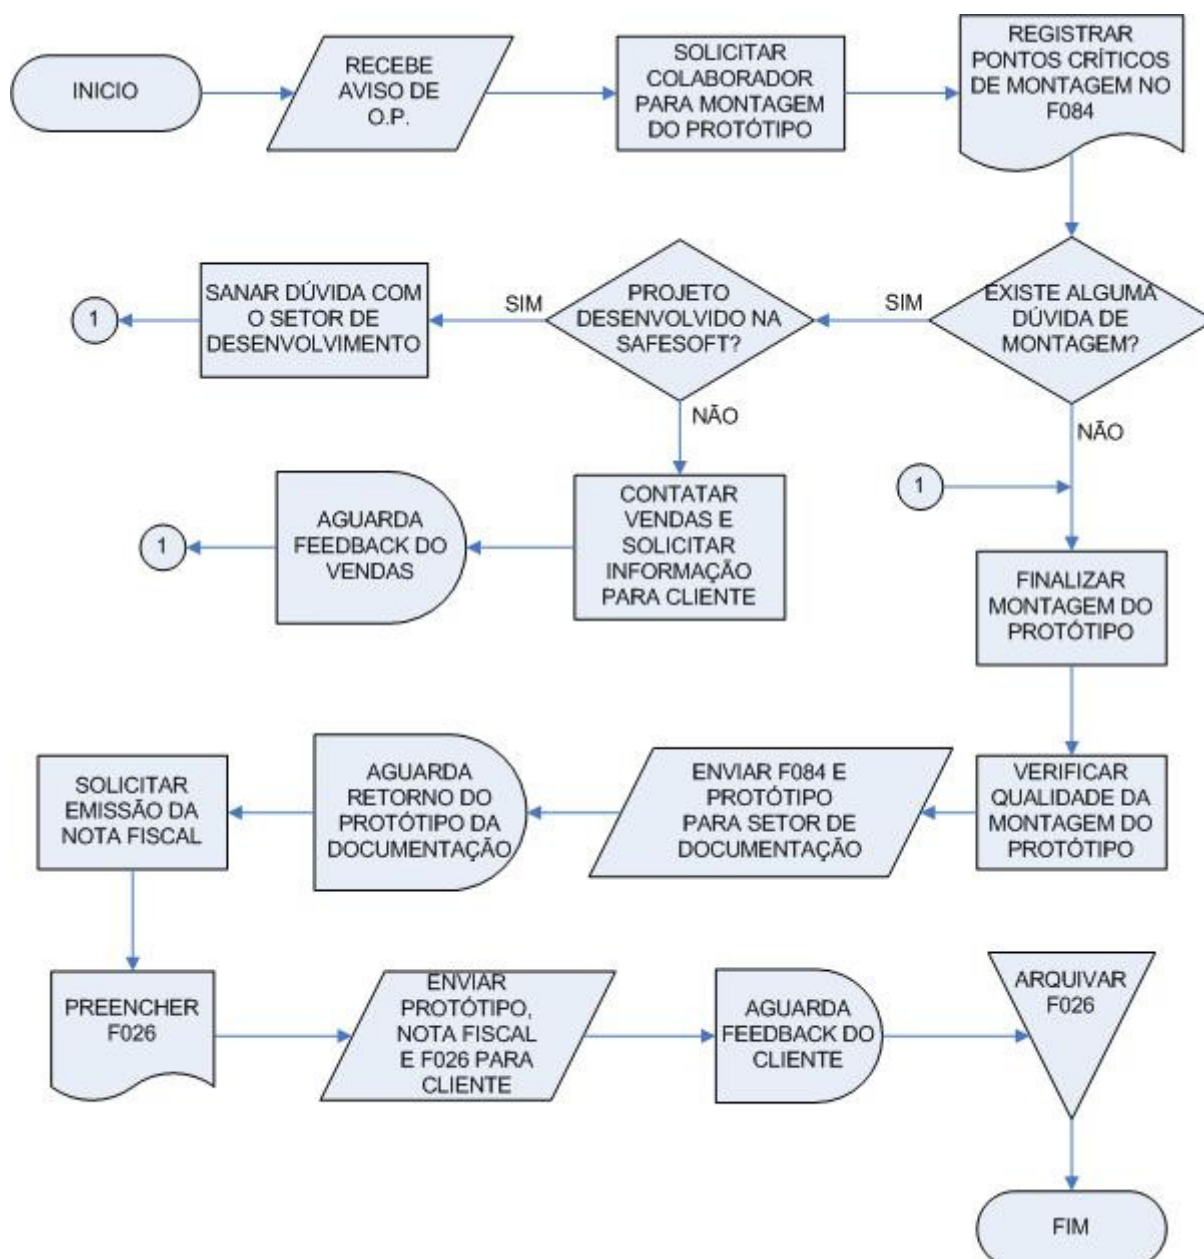 INICIO
RECEBE
AVISO DE
O.P.
SOLICITAR
COLABORADOR
PARA MONTAGEM
DO PROTÓTIPO
REGISTRAR
PONTOS CRÍTICOS
DE MONTAGEM NO
F084
EXISTE ALGUMA
DÚVIDA DE
MONTAGEM?
SIM
PROJETO
DESENVOLVIDO NA
SAFESOFT?
SIM
SANAR DÚVIDA COM
O SETOR DE
DESENVOLVIMENTO
1
NÃO
CONTATAR
VENDAS E
SOLICITAR
INFORMAÇÃO
PARA CLIENTE
AGUARDA
FEEDBACK DO
VENDAS
1
NÃO
1
FINALIZAR
MONTAGEM DO
PROTÓTIPO
VERIFICAR
QUALIDADE DA
MONTAGEM DO
PROTÓTIPO
ENVIAR F084 E
PROTÓTIPO
PARA SETOR DE
DOCUMENTAÇÃO
AGUARDA
RETORNO DO
PROTÓTIPO DA
DOCUMENTAÇÃO
SOLICITAR
EMISSÃO DA
NOTA FISCAL
PREENCHER
F026
ENVIAR
PROTÓTIPO,
NOTA FISCAL
E F026 PARA
CLIENTE
AGUARDA
FEEDBACK DO
CLIENTE
ARQUIVAR
F026
FIM